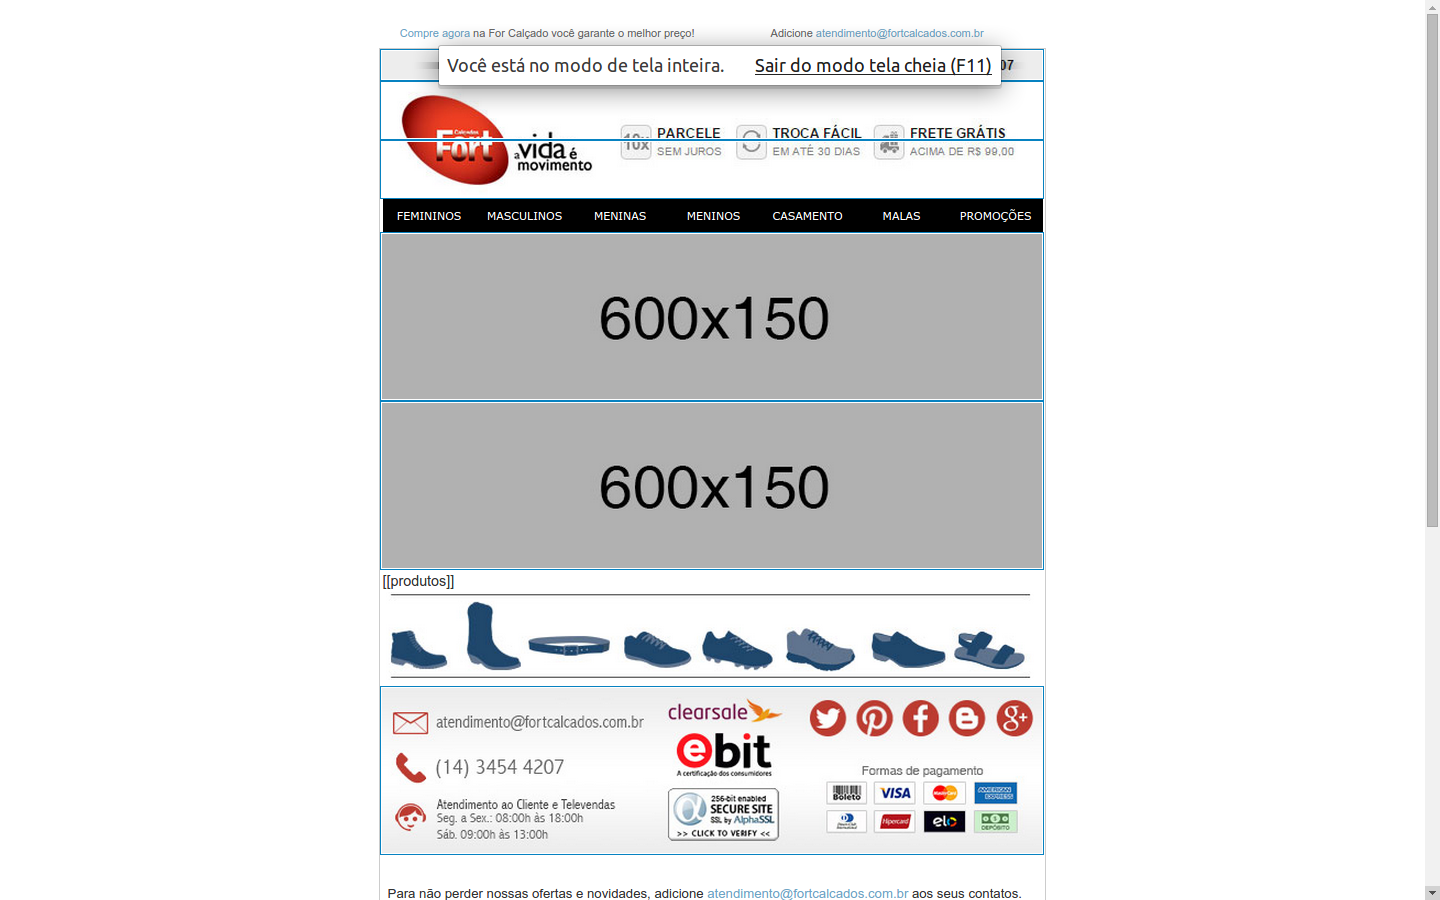 Compre agora na For Calçado você garante o melhor preço! Adicione atendimento@fortcalcados.com.br
Você está no modo de tela inteira. Sair do modo tela cheia (F11) 07
Calçados
Fort
a vida é
movimento
10x PARCELE
SEM JUROS
TROCA FÁCIL
EM ATÉ 30 DIAS
FRETE GRÁTIS
ACIMA DE R$ 99,00
FEMININOS MASCULINOS MENINAS MENINOS CASAMENTO MALAS PROMOÇÕES
600x150
600x150
[[produtos]]
atendimento@fortcalcados.com.br
(14) 3454 4207
Atendimento ao Cliente e Televendas
Seg. a Sex.: 08:00h às 18:00h
Sáb. 09:00h às 13:00h
clearsale
ebit
A certificação dos consumidores
256-bit enabled
SECURE SITE
SSL by AlphaSSL
>> CLICK TO VERIFY <<
Formas de pagamento
Boleto VISA MasterCard AMERICAN EXPRESS
Hipercard elo DEPÓSITO
Para não perder nossas ofertas e novidades, adicione atendimento@fortcalcados.com.br aos seus contatos.